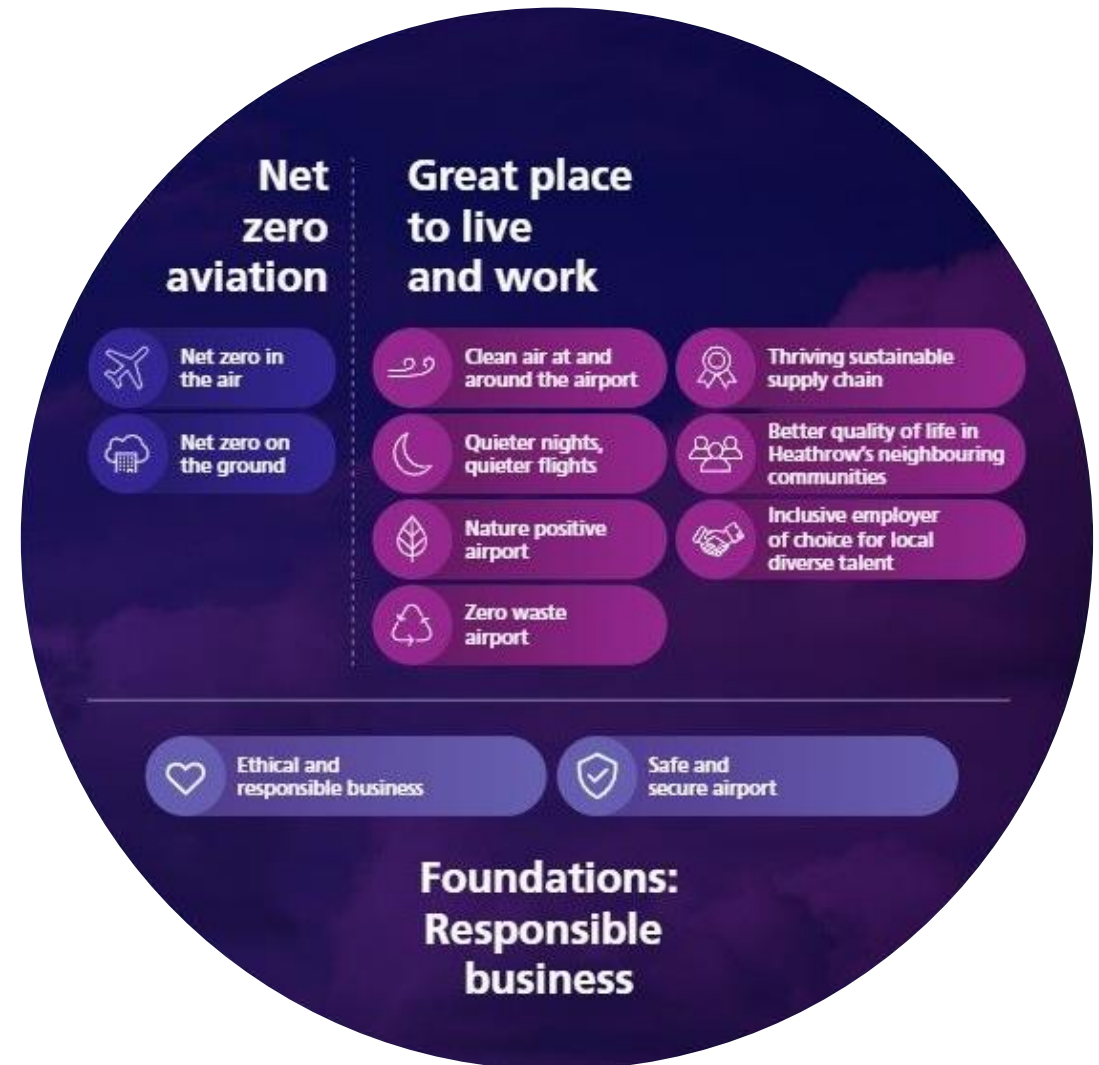 Net
zero
aviation
Net zero in
the air
Net zero on
the ground
Great place
to live
and work
Clean air at and
around the airport
Quieter nights,
quieter flights
Nature positive
airport
Zero waste
airport
Thriving sustainable
supply chain
Better quality of life in
Heathrow's neighbouring
communities
Inclusive employer
of choice for local
diverse talent
Ethical and
responsible business
Safe and
secure airport
Foundations:
Responsible
business